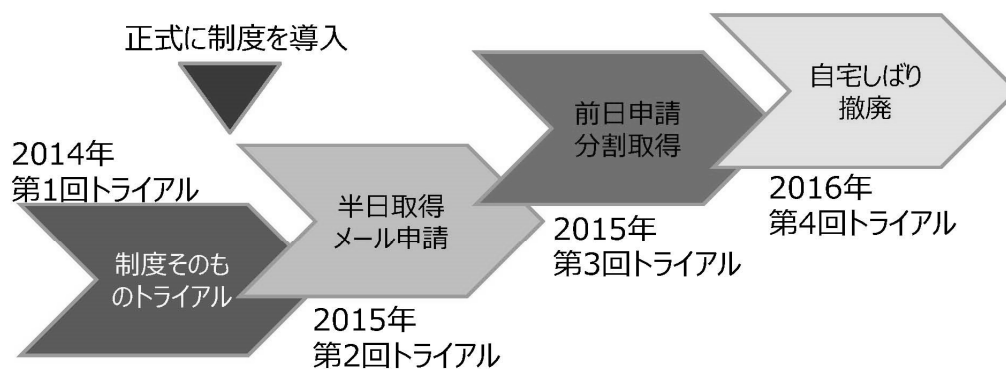 正式に制度を導入
2014年
第1回トライアル
制度そのも
のトライアル
半日取得
メール申請
2015年
第2回トライアル
前日申請
分割取得
2015年
第3回トライアル
自宅しばり
撤廃
2016年
第4回トライアル